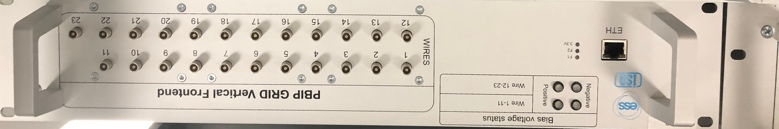 PBIP GRID Vertical Frontend
1 2 3 4 5 6 7 8 9 10 11
12 13 14 15 16 17 18 19 20 21 22 23
WIRES
Bias voltage status
Wire 1-11
Wire 12-23
Positive
Negative
ess
ETH